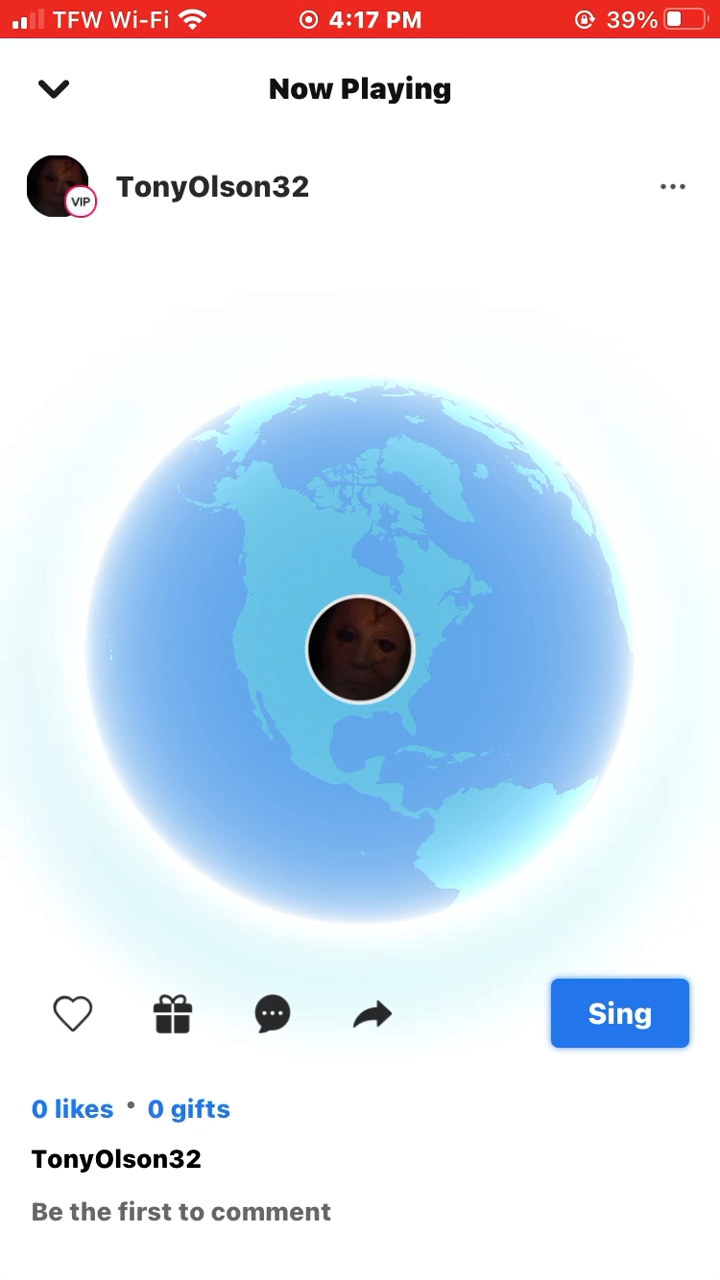 TFW Wi-Fi 4:17 PM 39%
Now Playing
TonyOlson32
VIP
Sing
0 likes • 0 gifts
TonyOlson32
Be the first to comment